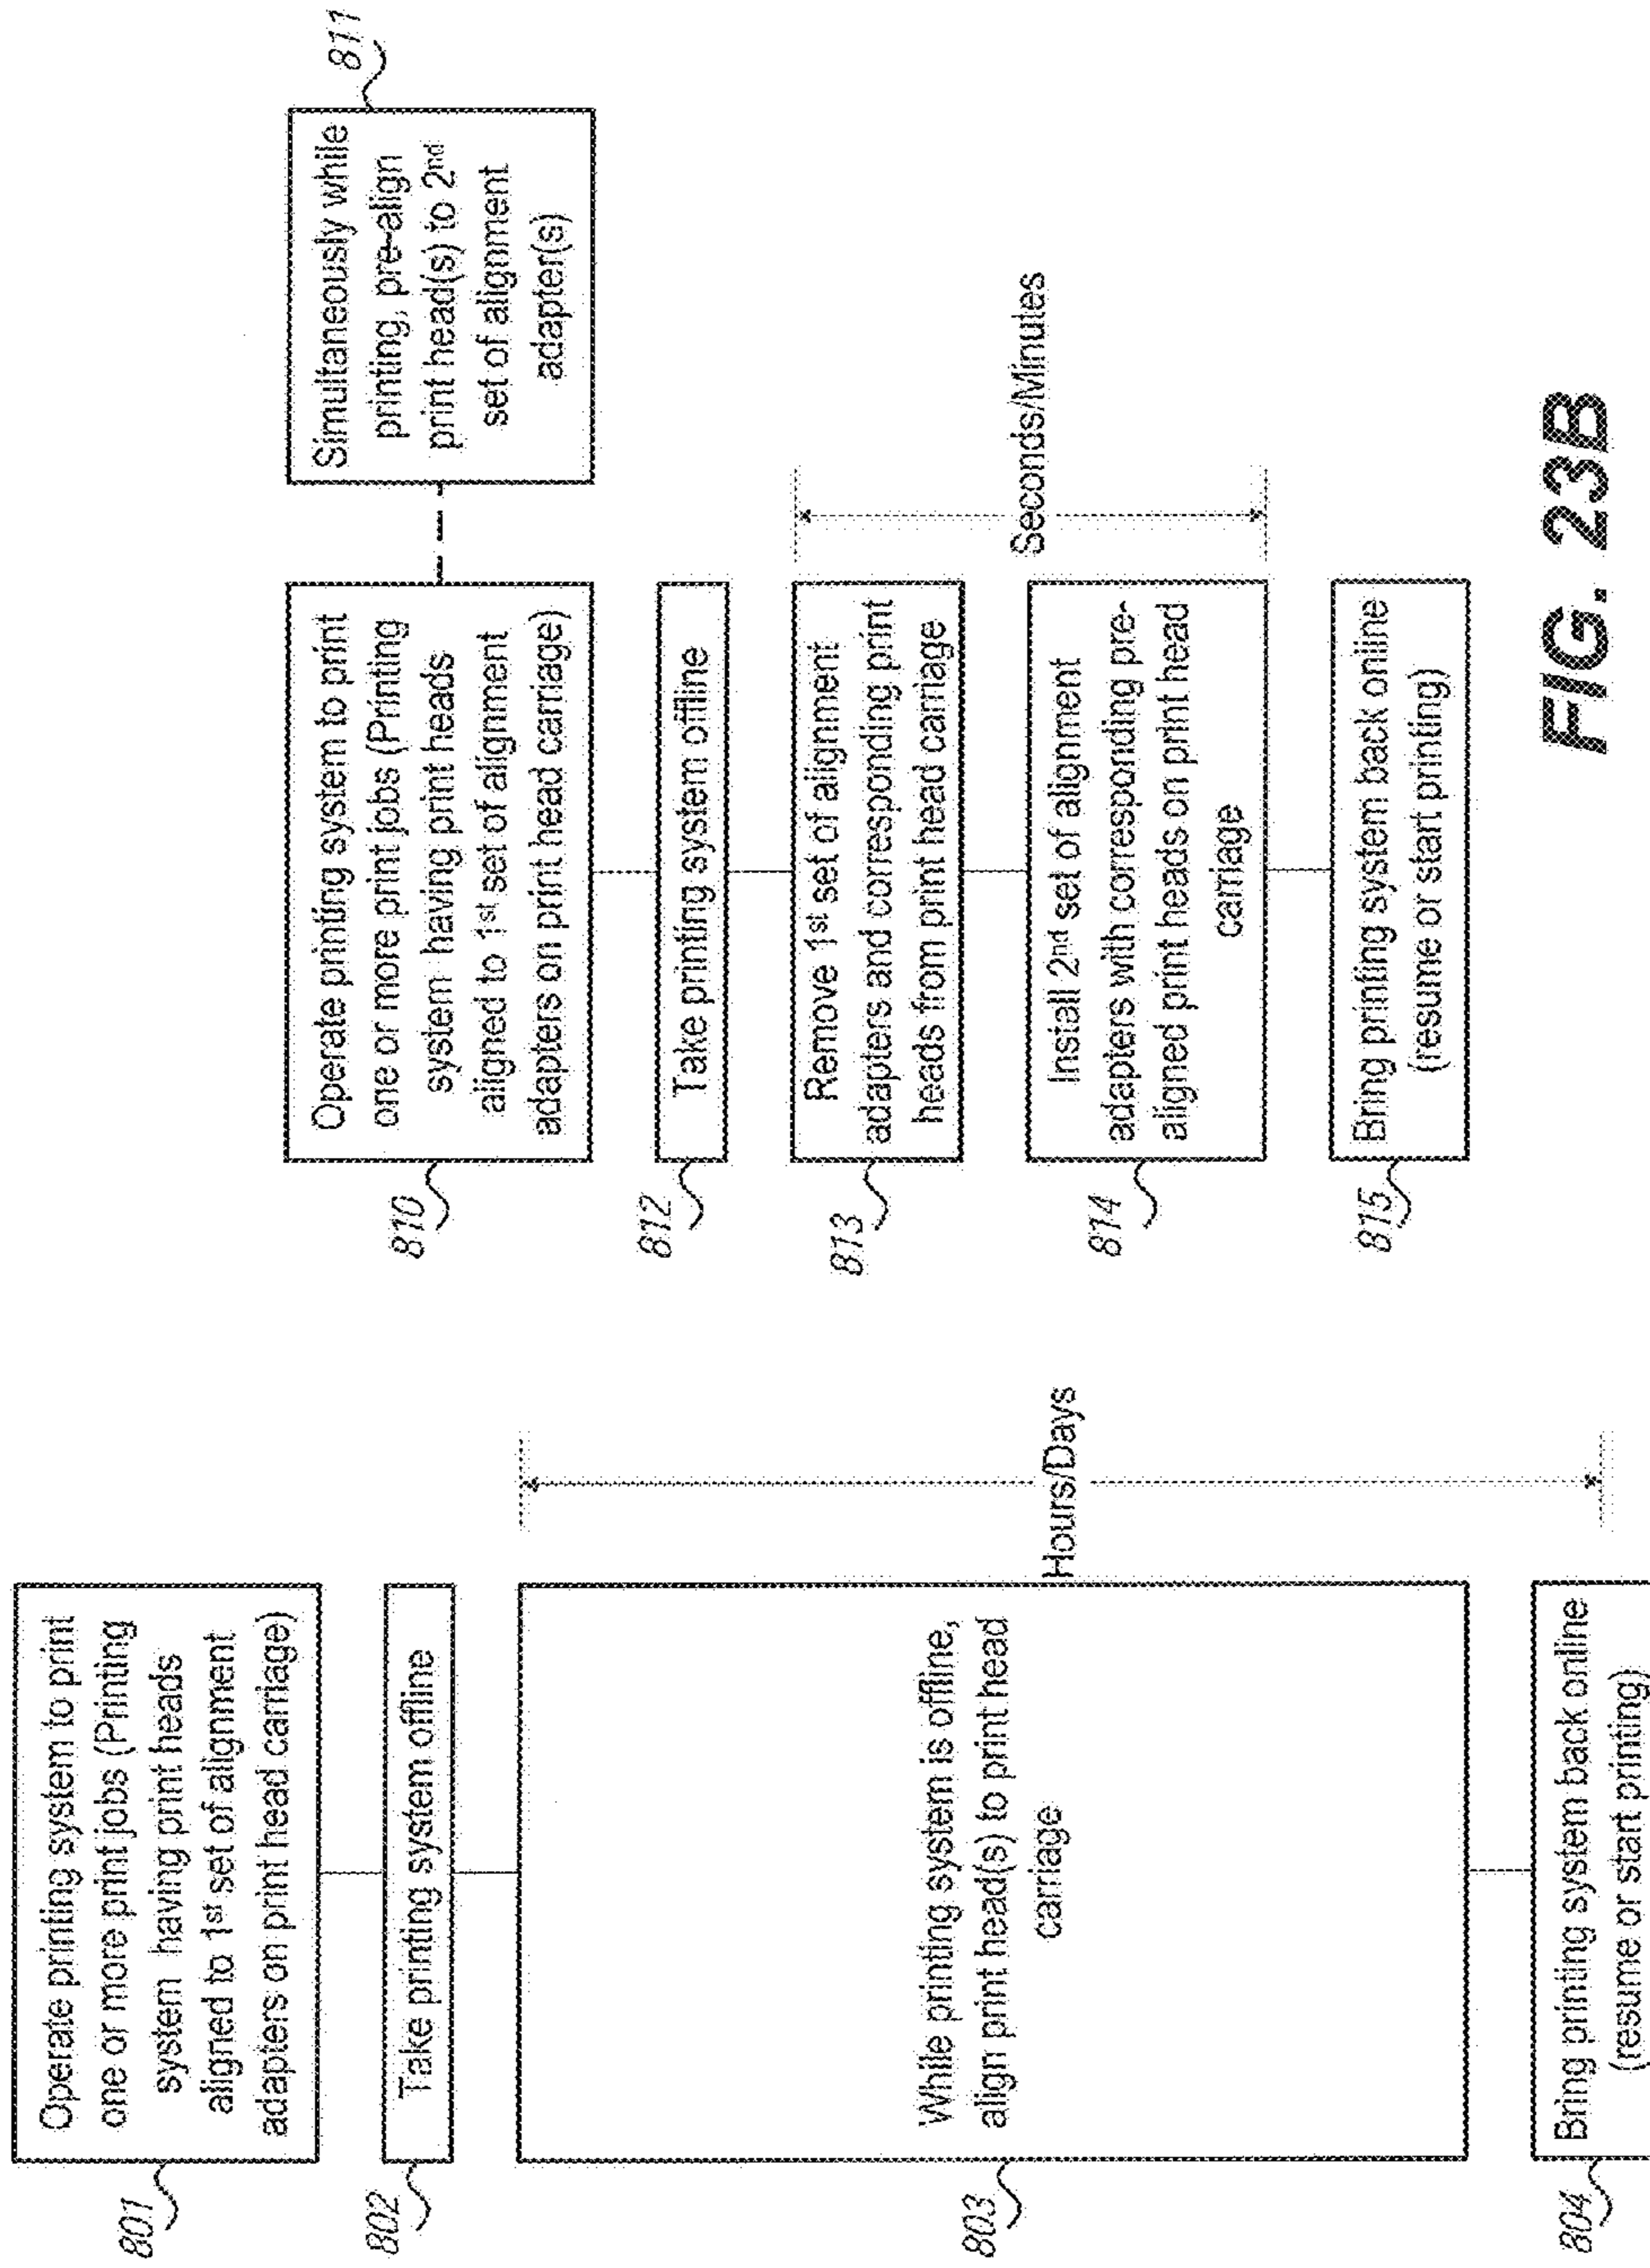 801
Operate printing system to print
one or more print jobs (Printing
system having print heads
aligned to 1st set of alignment
adapters on print head carriage)
802
Take printing system offline
803
While printing system is offline,
align print head(s) to print head
carriage
Hours/Days
804
Bring printing system back online
(resume or start printing)
810
Operate printing system to print
one or more print jobs (Printing
system having print heads
aligned to 1st set of alignment
adapters on print head carriage)
811
Simultaneously while
printing, pre-align
print head(s) to 2nd
set of alignment
adapter(s)
812
Take printing system offline
813
Remove 1st set of alignment
adapters and corresponding print
heads from print head carriage
814
Install 2nd set of alignment
adapters with corresponding pre-
aligned print heads on print head
carriage
Seconds/Minutes
815
Bring printing system back online
(resume or start printing)
FIG. 23B